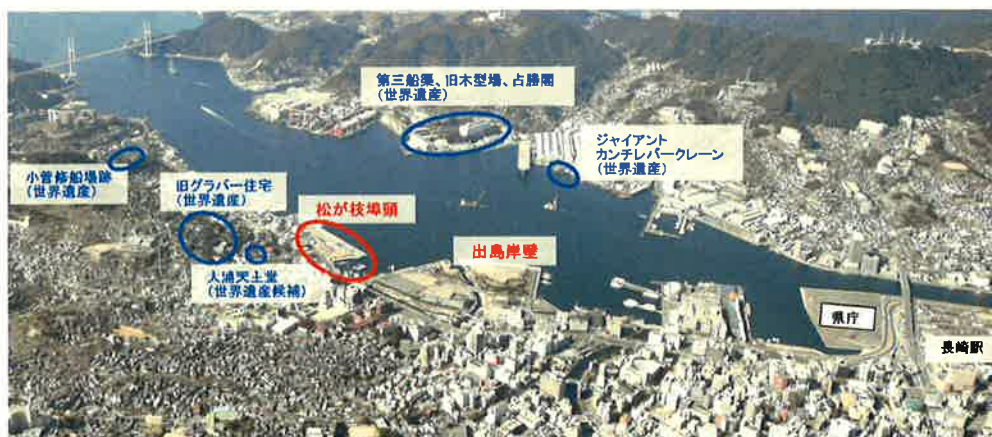 第三船渠、旧木型場、占勝閣
(世界遺産)
ジャイアント
カンチレバークレーン
(世界遺産)
小菅修船場跡
(世界遺産)
旧グラバー住宅
(世界遺産)
松が枝埠頭
出島岸壁
大浦天主堂
(世界遺産候補)
県庁
長崎駅